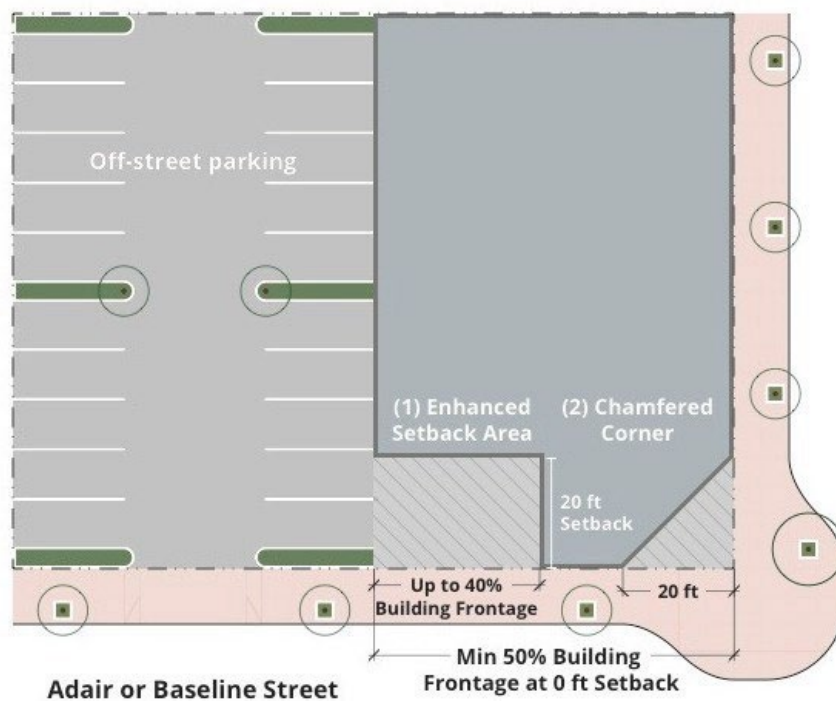 Off-street parking
(1) Enhanced
Setback Area
(2) Chamfered
Corner
20 ft
Setback
Up to 40%
Building Frontage
20 ft
Min 50% Building
Frontage at 0 ft Setback
Adair or Baseline Street